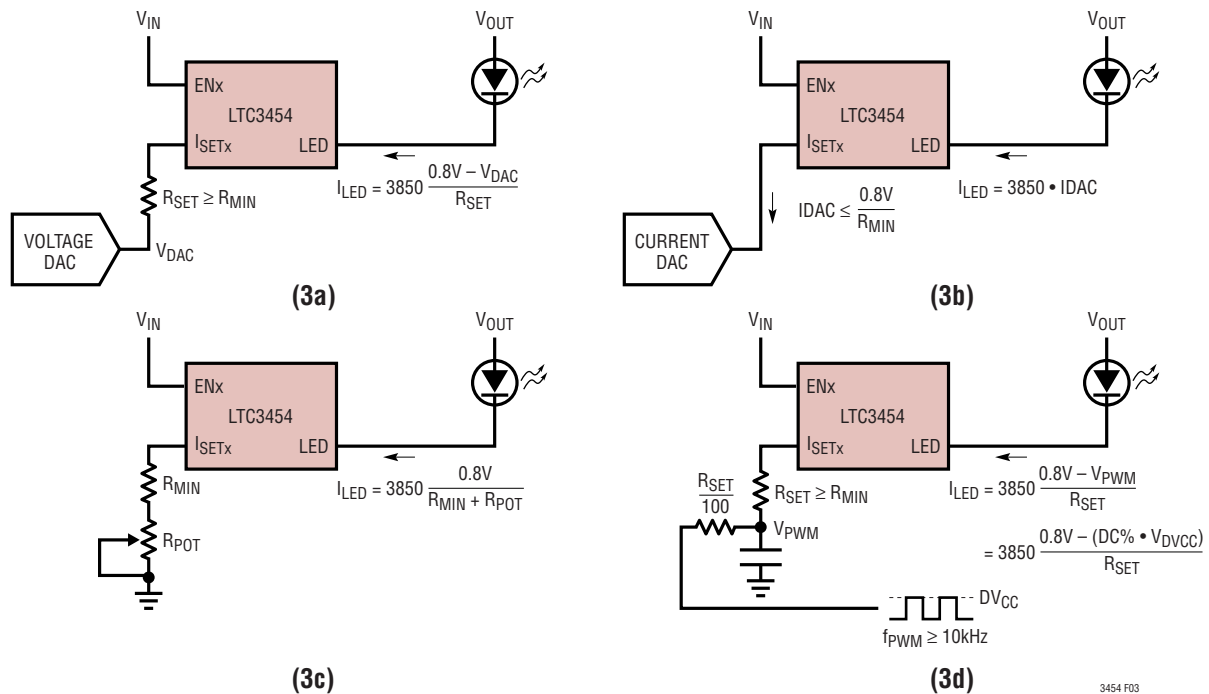 VIN
ENx
LTC3454
ISETx
LED
VOUT
RSET ≥ RMIN
ILED = 3850 0.8V – VDAC / RSET
VOLTAGE
DAC
VDAC
(3a)
VIN
ENx
LTC3454
ISETx
LED
VOUT
IDAC ≤ 0.8V / RMIN
ILED = 3850 • IDAC
CURRENT
DAC
(3b)
VIN
ENx
LTC3454
ISETx
LED
VOUT
RMIN
ILED = 3850 0.8V / RMIN + RPOT
RPOT
(3c)
VIN
ENx
LTC3454
ISETx
LED
VOUT
RSET / 100
RSET ≥ RMIN
VPWM
ILED = 3850 0.8V – VPWM / RSET
= 3850 0.8V – (DC% • VDVCC) / RSET
DVCC
fPWM ≥ 10kHz
(3d)
3454 F03